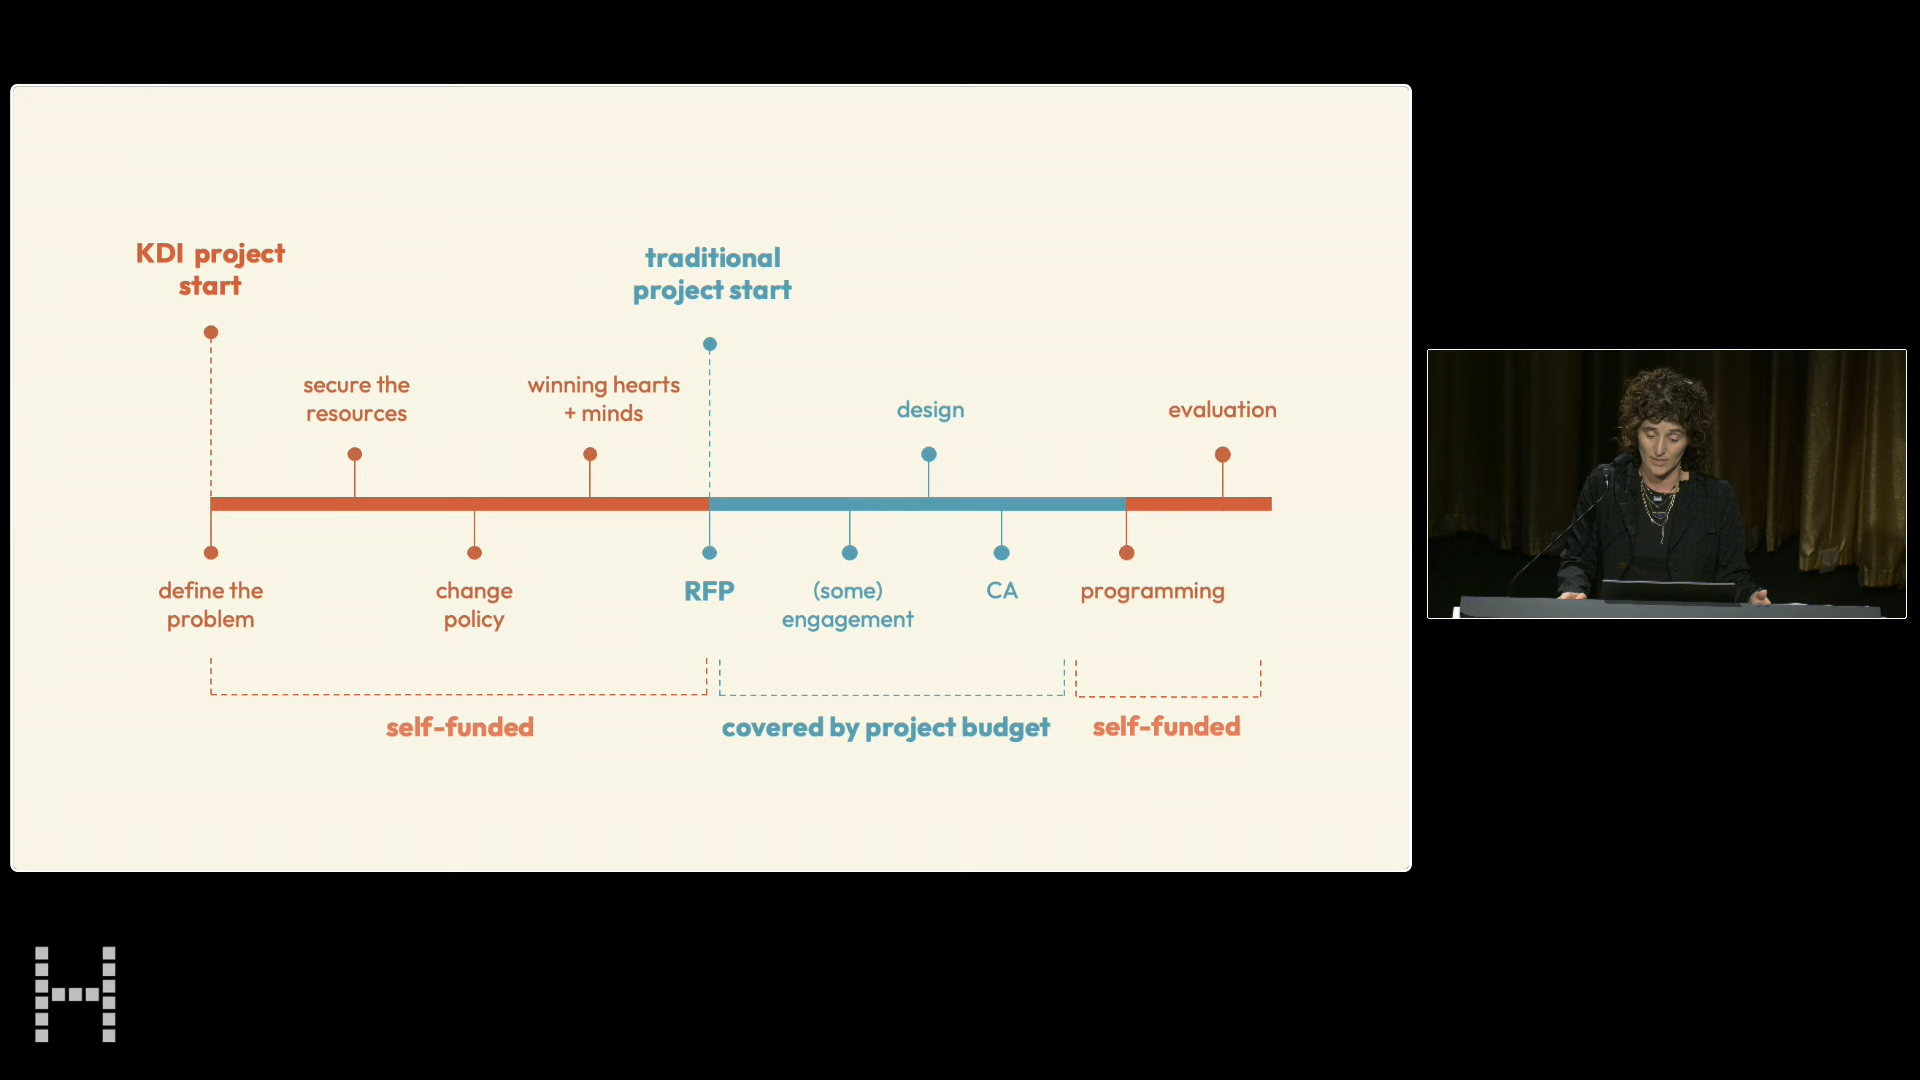 KDI project
start
traditional
project start
secure the
resources
winning hearts
+ minds
design
evaluation
define the
problem
change
policy
RFP
(some)
engagement
CA
programming
self-funded
covered by project budget
self-funded